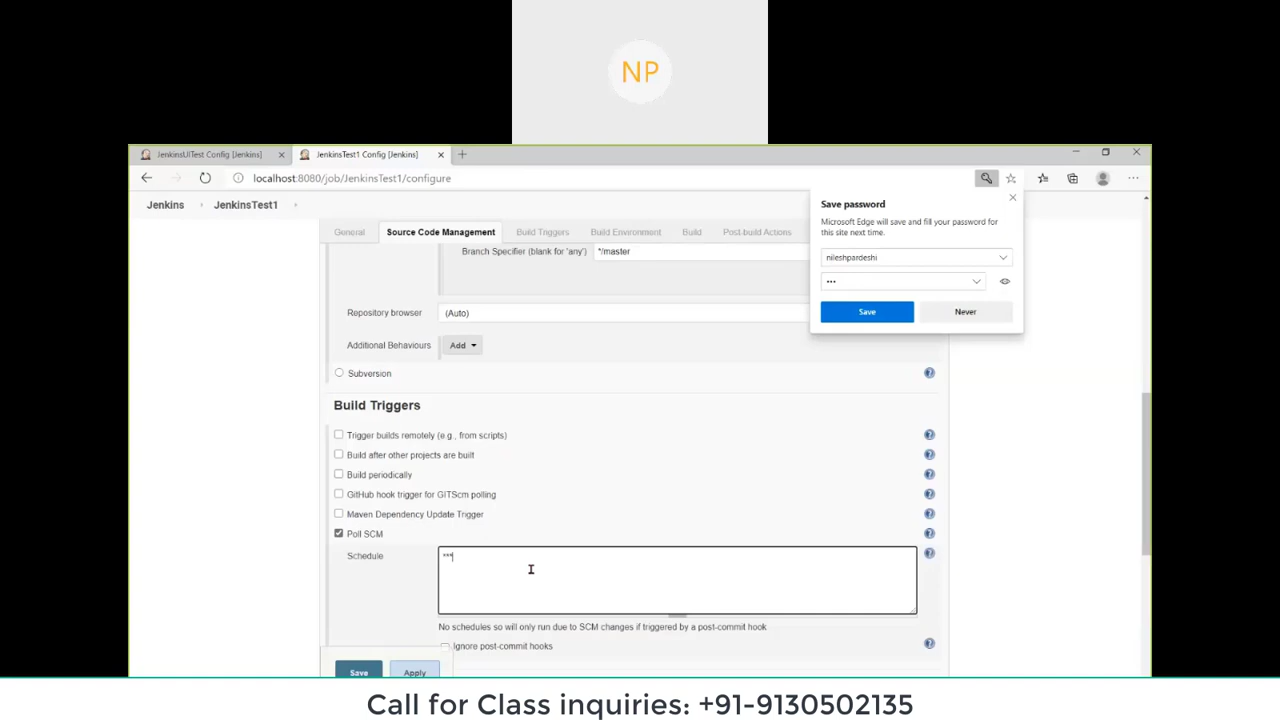 NP
JenkinsUITest Config [Jenkins]
JenkinsTest1 Config [Jenkins]
localhost:8080/job/JenkinsTest1/configure
Jenkins
JenkinsTest1
Save password
Microsoft Edge will save and fill your password for
this site next time.
nileshpardeshi
•••
Save
Never
General
Source Code Management
Build Triggers
Build Environment
Build
Post-build Actions
Branch Specifier (blank for 'any')
*/master
Repository browser
(Auto)
Additional Behaviours
Add
Subversion
Build Triggers
Trigger builds remotely (e.g., from scripts)
Build after other projects are built
Build periodically
GitHub hook trigger for GITScm polling
Maven Dependency Update Trigger
Poll SCM
Schedule
***
No schedules so will only run due to SCM changes if triggered by a post-commit hook
Ignore post-commit hooks
Save
Apply
Call for Class inquiries: +91-9130502135